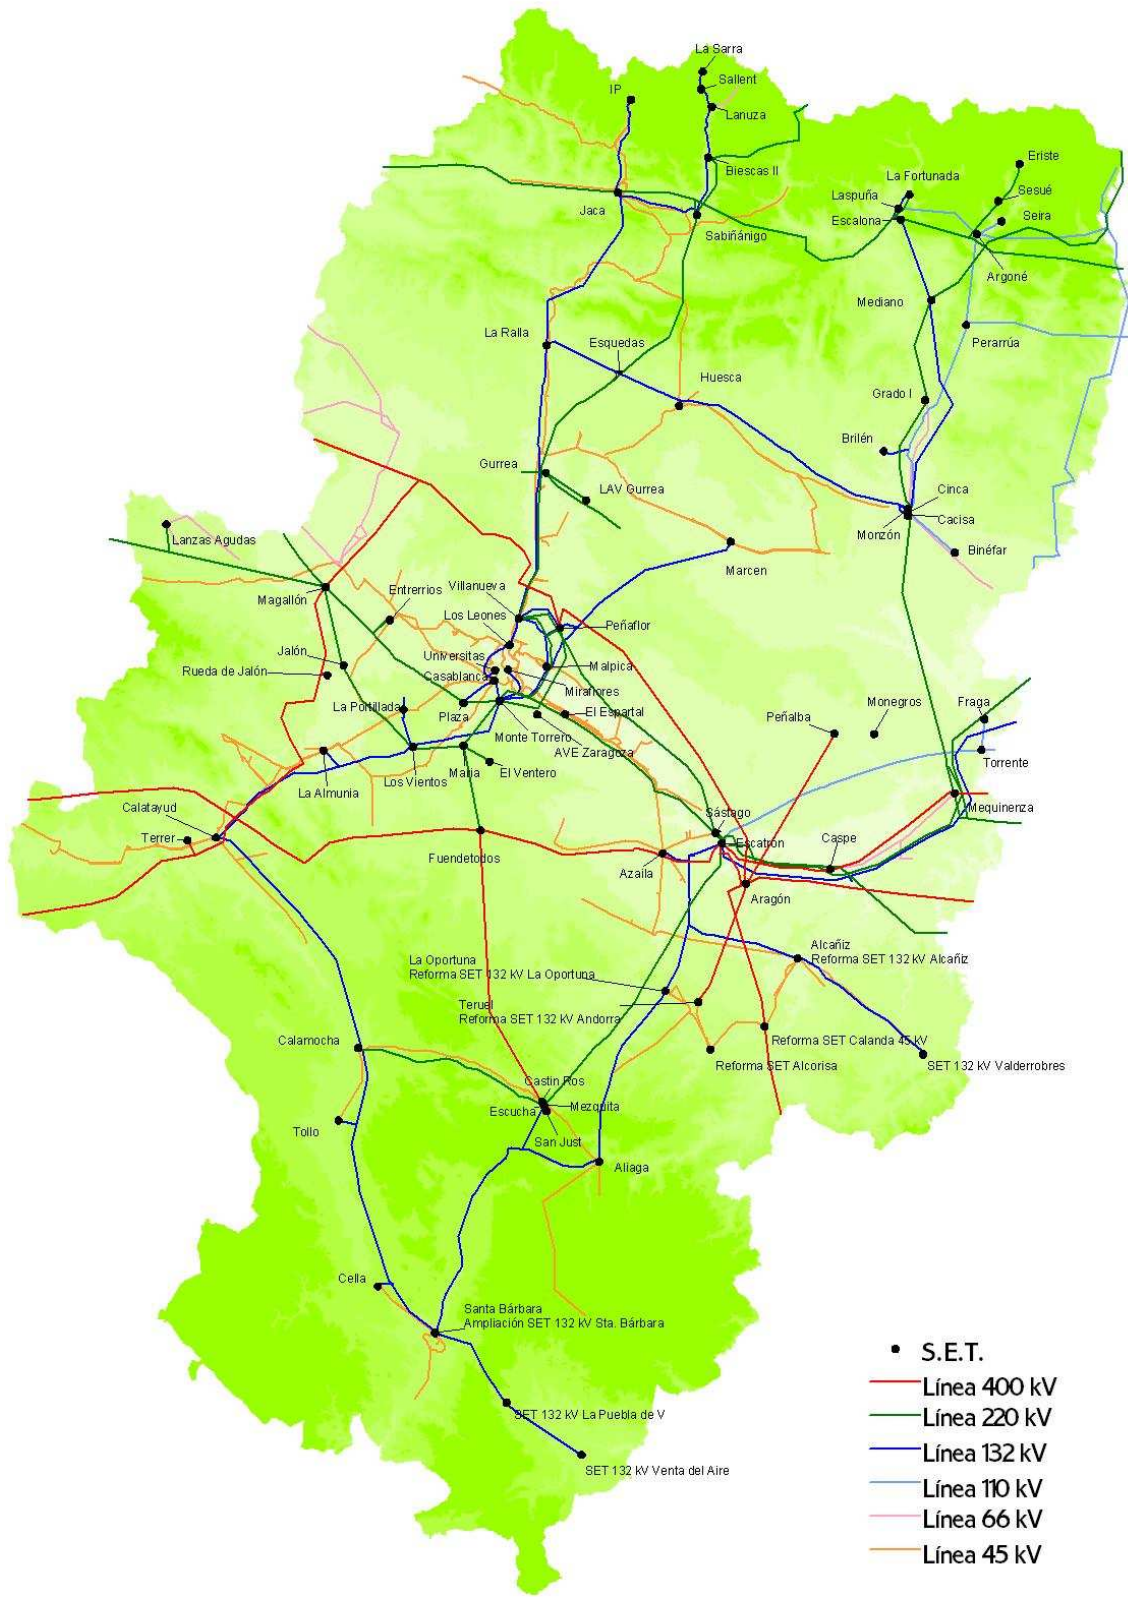 La Sarra
Sallent
IP
Lanuza
Biescas II
Eriste
La Fortunada
Laspuña
Sesué
Jaca
Escalona
Seira
Sabiñánigo
Argoné
Mediano
La Ralla
Esquedas
Perarrúa
Huesca
Grado I
Brilén
Gurrea
LAV Gurrea
Cinca
Cacisa
Monzón
Lanzas Agudas
Binéfar
Marcen
Magallón
Entrerrios
Villanueva
Los Leones
Peñaflor
Jalón
Universitas
Rueda de Jalón
Casablanca
Malpica
Miraflores
La Portillada
Plaza
El Espartal
Peñalba
Monegros
Fraga
Monte Torrero
AVE Zaragoza
Torrente
La Almunia
Los Vientos
Maria
El Ventero
Calatayud
Mequinenza
Sástago
Terrer
Escatrón
Caspe
Fuendetodos
Azaila
Aragón
Alcañiz
Reforma SET 132 kV Alcañiz
La Oportuna
Reforma SET 132 kV La Oportuna
Teruel
Reforma SET 132 kV Andorra
Calamocha
Reforma SET Calanda 45 kV
Reforma SET Alcorisa
SET 132 kV Valderrobres
Castin Ros
Escucha
Mezquita
Tollo
San Just
Aliaga
Cella
Santa Bárbara
Ampliación SET 132 kV Sta. Bárbara
SET 132 kV La Puebla de V
SET 132 kV Venta del Aire
S.E.T.
Línea 400 kV
Línea 220 kV
Línea 132 kV
Línea 110 kV
Línea 66 kV
Línea 45 kV